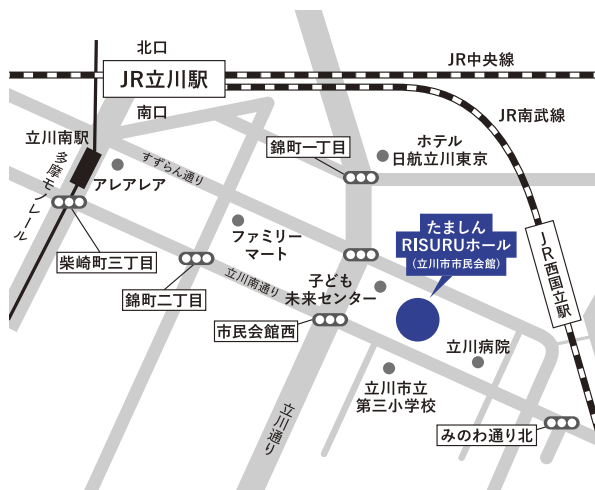 北口
JR中央線
JR立川駅
南口
JR南武線
立川南駅
多摩モノレール
アレアレア
すずらん通り
錦町一丁目
ホテル
日航立川東京
たましん
RISURUホール
(立川市市民会館)
ファミリー
マート
柴崎町三丁目
錦町二丁目
立川南通り
子ども
未来センター
市民会館西
JR西国立駅
立川病院
立川市立
第三小学校
立川通り
みのわ通り北